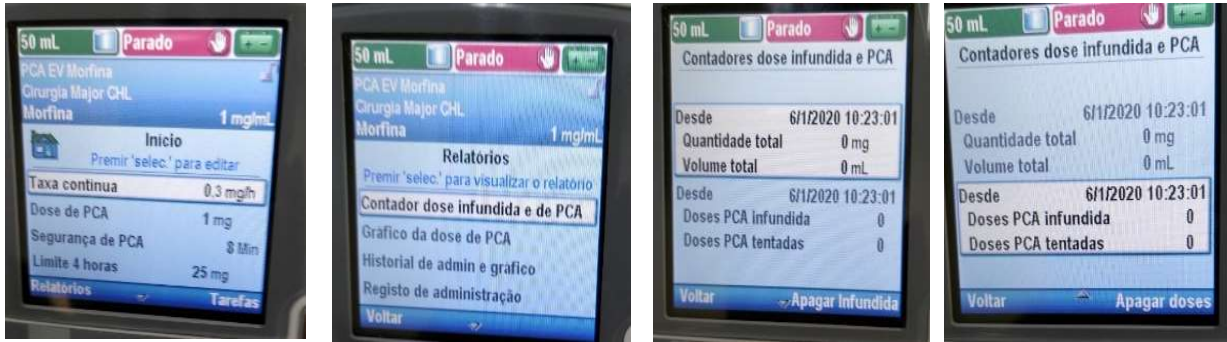 50 mL Parado
PCA EV Morfina
Cirurgia Major CHL
Morfina 1 mg/mL
Início
Premir 'selec.' para editar
Taxa contínua 0,3 mg/h
Dose de PCA 1 mg
Segurança de PCA 8 Min
Limite 4 horas 25 mg
Relatórios Tarefas
50 mL Parado
PCA EV Morfina
Cirurgia Major CHL
Morfina 1 mg/mL
Relatórios
Premir 'selec.' para visualizar o relatório
Contador dose infundida e de PCA
Gráfico da dose de PCA
Historial de admin e gráfico
Registo de administração
Voltar
50 mL Parado
Contadores dose infundida e PCA
Desde 6/1/2020 10:23:01
Quantidade total 0 mg
Volume total 0 mL
Desde 6/1/2020 10:23:01
Doses PCA infundida 0
Doses PCA tentadas 0
Voltar Apagar Infundida
50 mL Parado
Contadores dose infundida e PCA
Desde 6/1/2020 10:23:01
Quantidade total 0 mg
Volume total 0 mL
Desde 6/1/2020 10:23:01
Doses PCA infundida 0
Doses PCA tentadas 0
Voltar Apagar doses